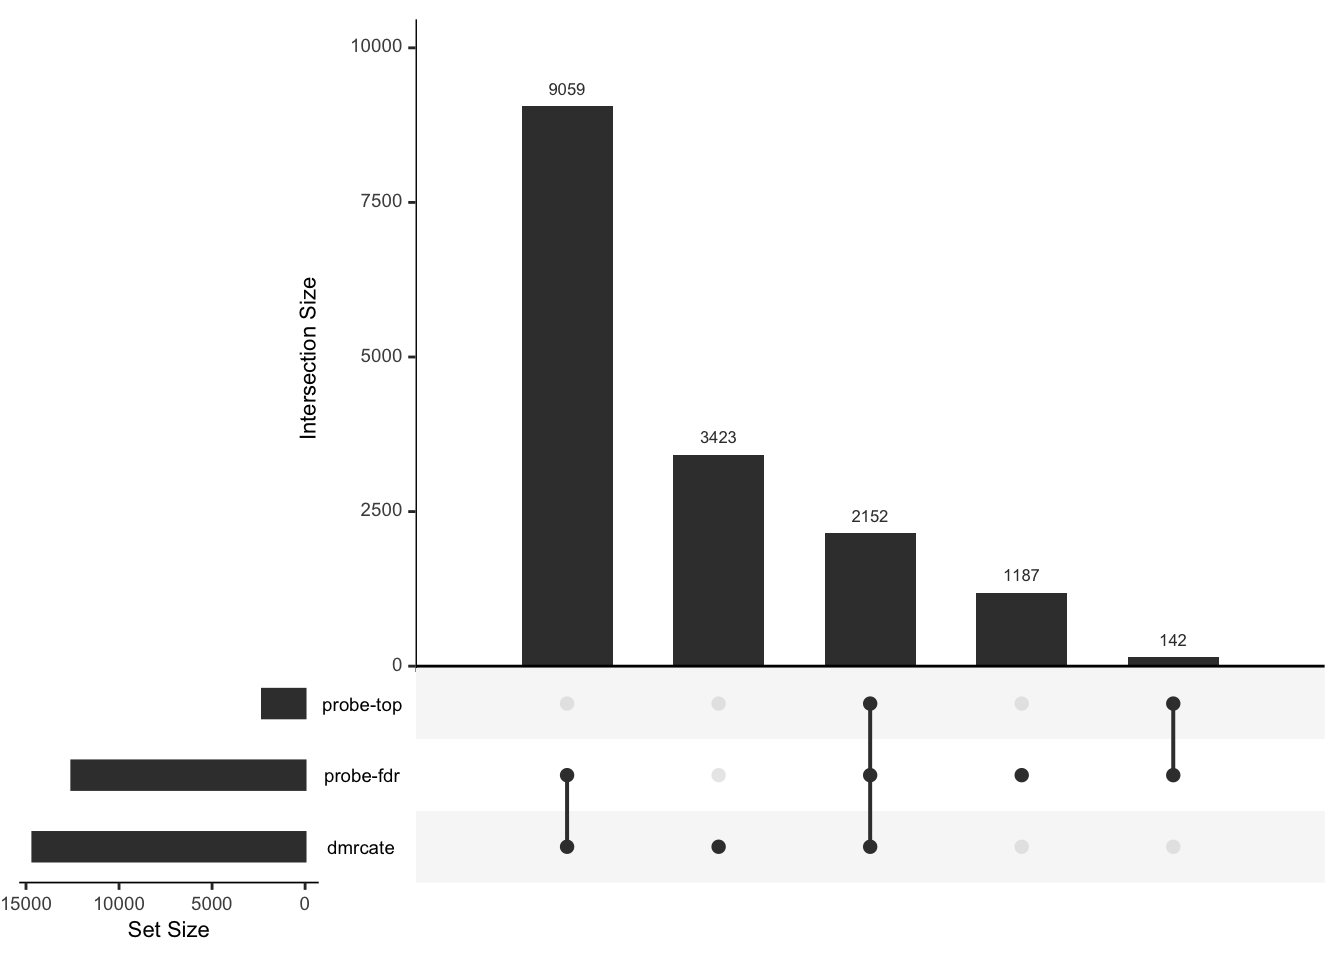 10000
9059
7500
Intersection Size
5000
3423
2500
2152
1187
142
0
probe-top
probe-fdr
dmrcate
15000 10000 5000 0
Set Size